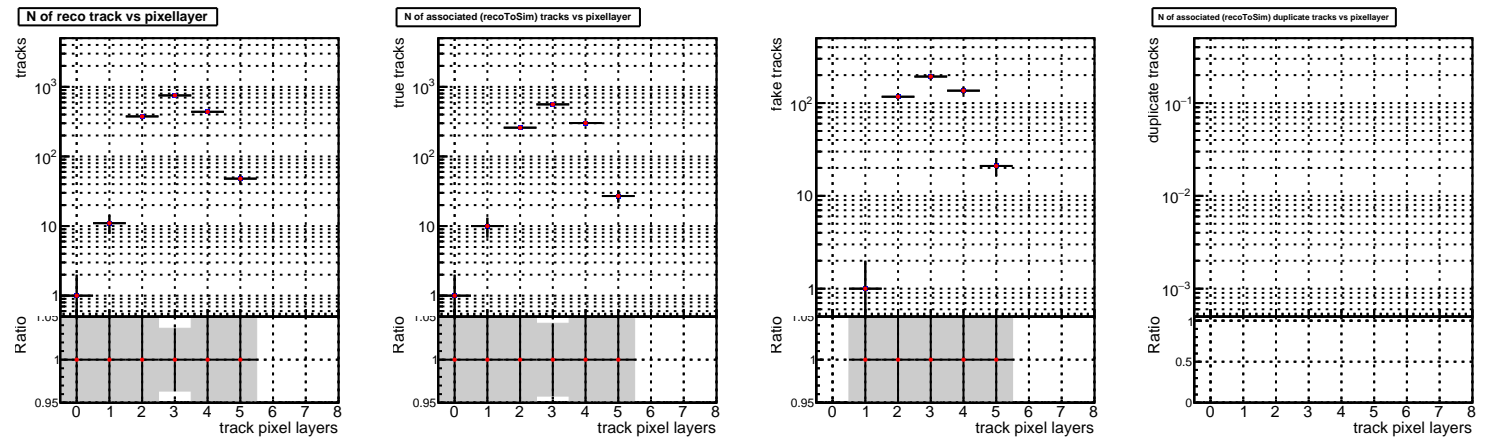 N of reco track vs pixellayer
tracks
10³
10²
10
1
1.05
Ratio
1
0.95
0 1 2 3 4 5 6 7 8
track pixel layers
N of associated (recoToSim) tracks vs pixellayer
true tracks
10³
10²
10
1
1.05
Ratio
1
0.95
0 1 2 3 4 5 6 7 8
track pixel layers
fake tracks
10²
10
1
Ratio
1
0.95
0 1 2 3 4 5 6 7 8
track pixel layers
N of associated (recoToSim) duplicate tracks vs pixellayer
duplicate tracks
10⁻¹
10⁻²
10⁻³
Ratio
1
0.5
0
0 1 2 3 4 5 6 7 8
track pixel layers